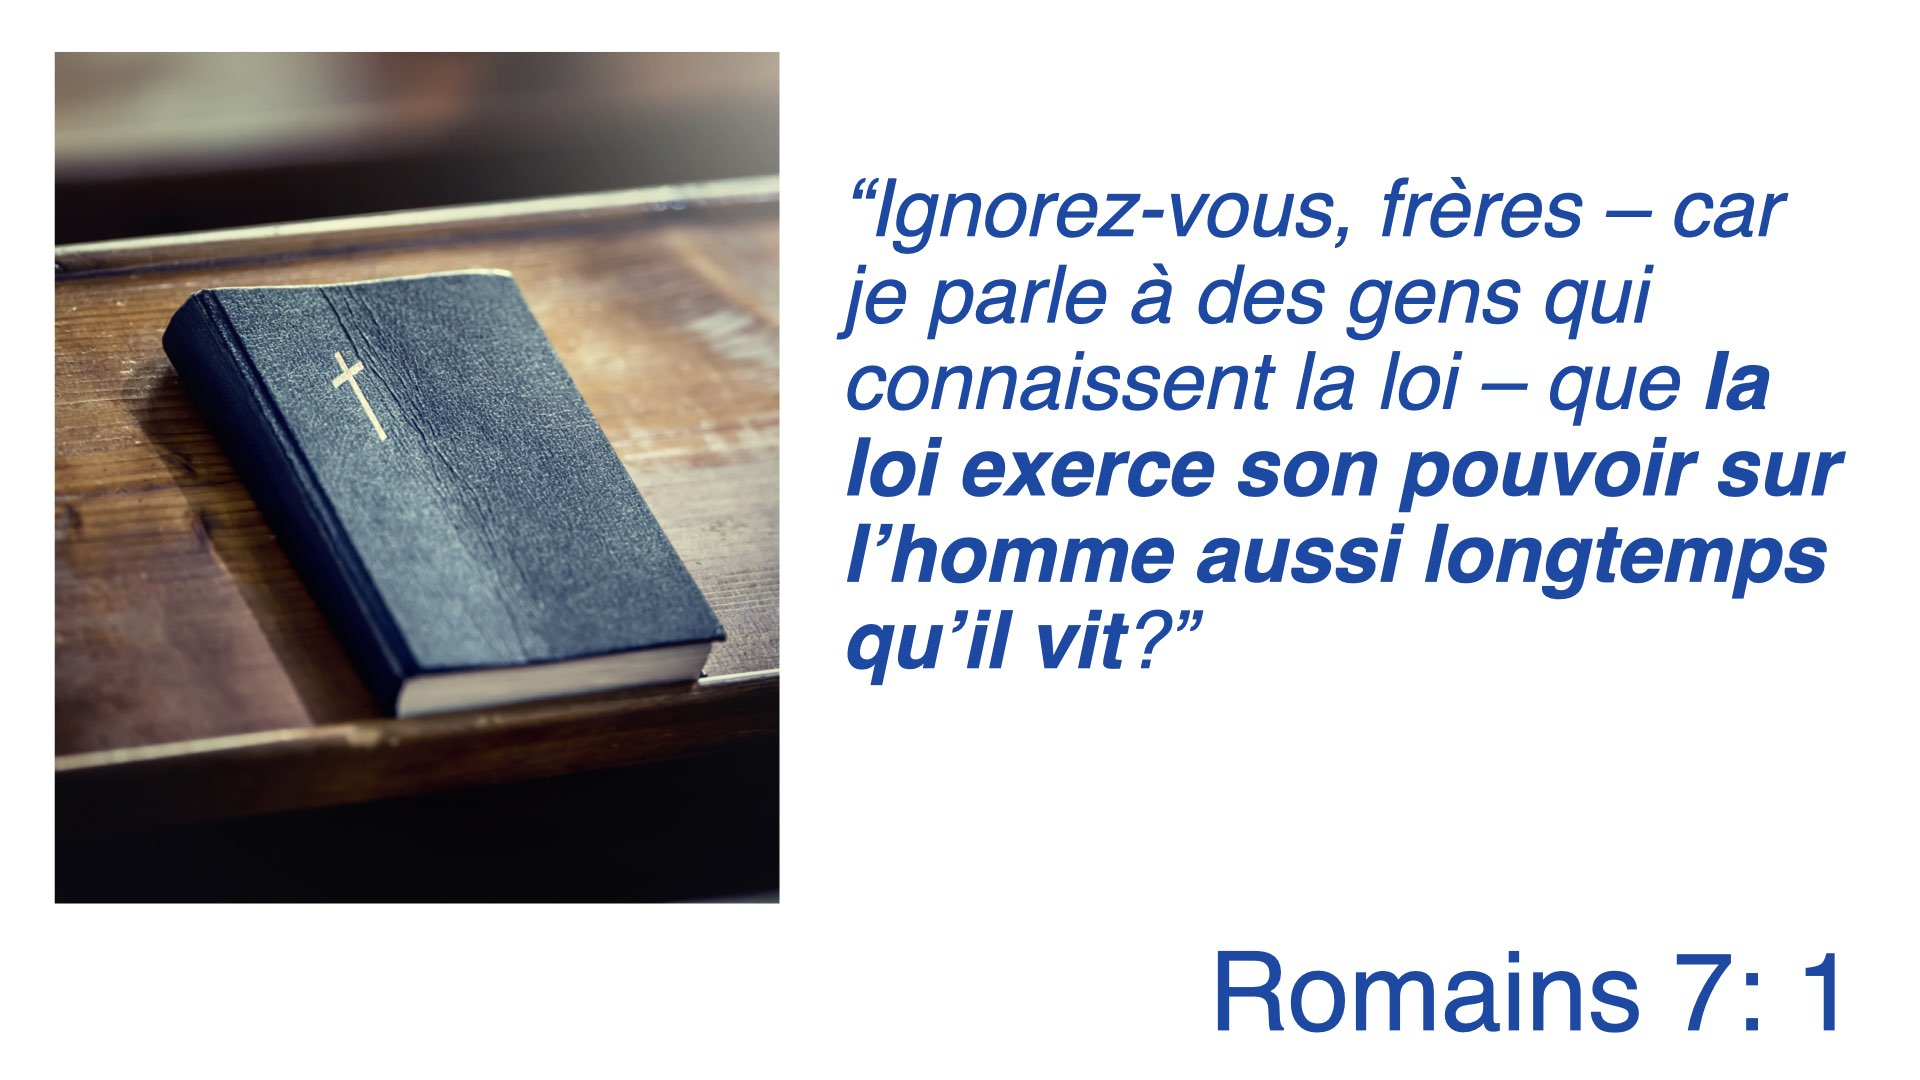 “Ignorez-vous, frères – car
je parle à des gens qui
connaissent la loi – que la
loi exerce son pouvoir sur
l’homme aussi longtemps
qu’il vit?”
Romains 7: 1